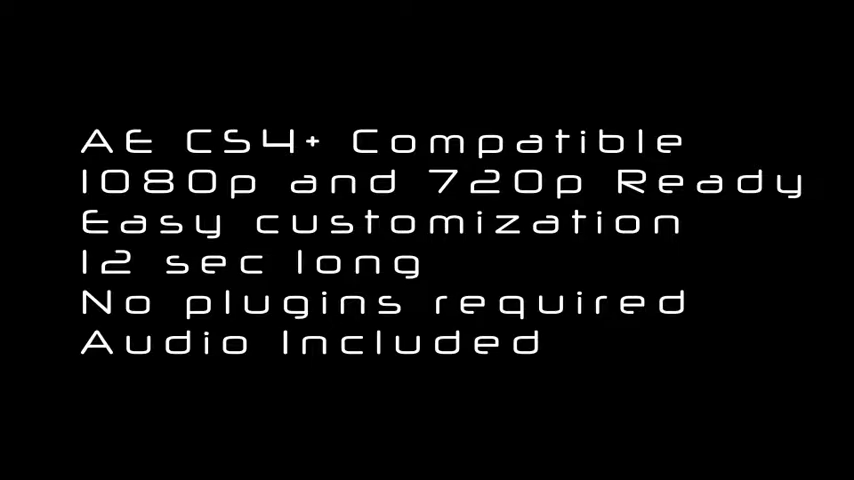 AE CS4+ Compatible
1080p and 720p Ready
Easy customization
12 sec long
No plugins required
Audio Included